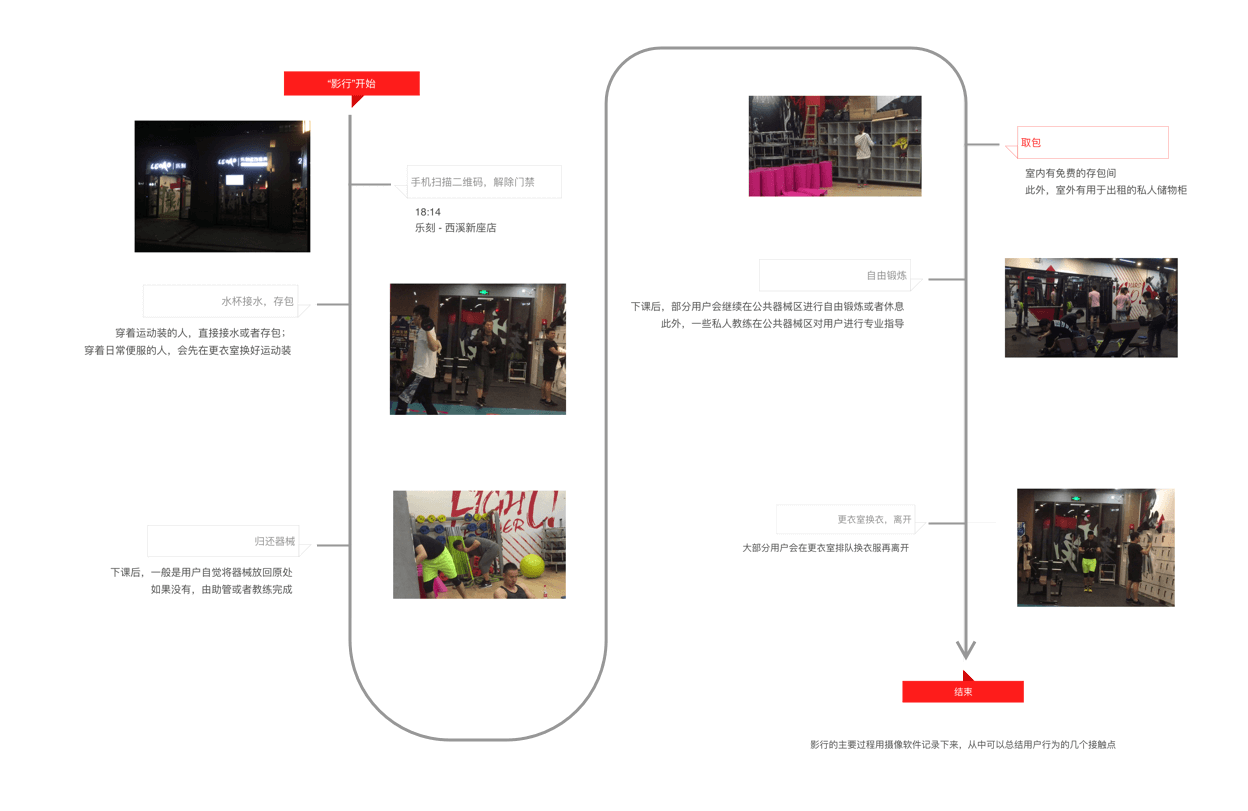 “影行”开始
手机扫描二维码，解除门禁
18:14
乐刻 - 西溪新座店
水杯接水，存包
穿着运动装的人，直接接水或者存包；
穿着日常便服的人，会先在更衣室换好运动装
归还器械
下课后，一般是用户自觉将器械放回原处
如果没有，由助管或者教练完成
取包
室内有免费的存包间
此外，室外有用于出租的私人储物柜
自由锻炼
下课后，部分用户会继续在公共器械区进行自由锻炼或者休息
此外，一些私人教练在公共器械区对用户进行专业指导
更衣室换衣，离开
大部分用户会在更衣室排队换衣服再离开
结束
影行的主要过程用摄像软件记录下来，从中可以总结用户行为的几个接触点